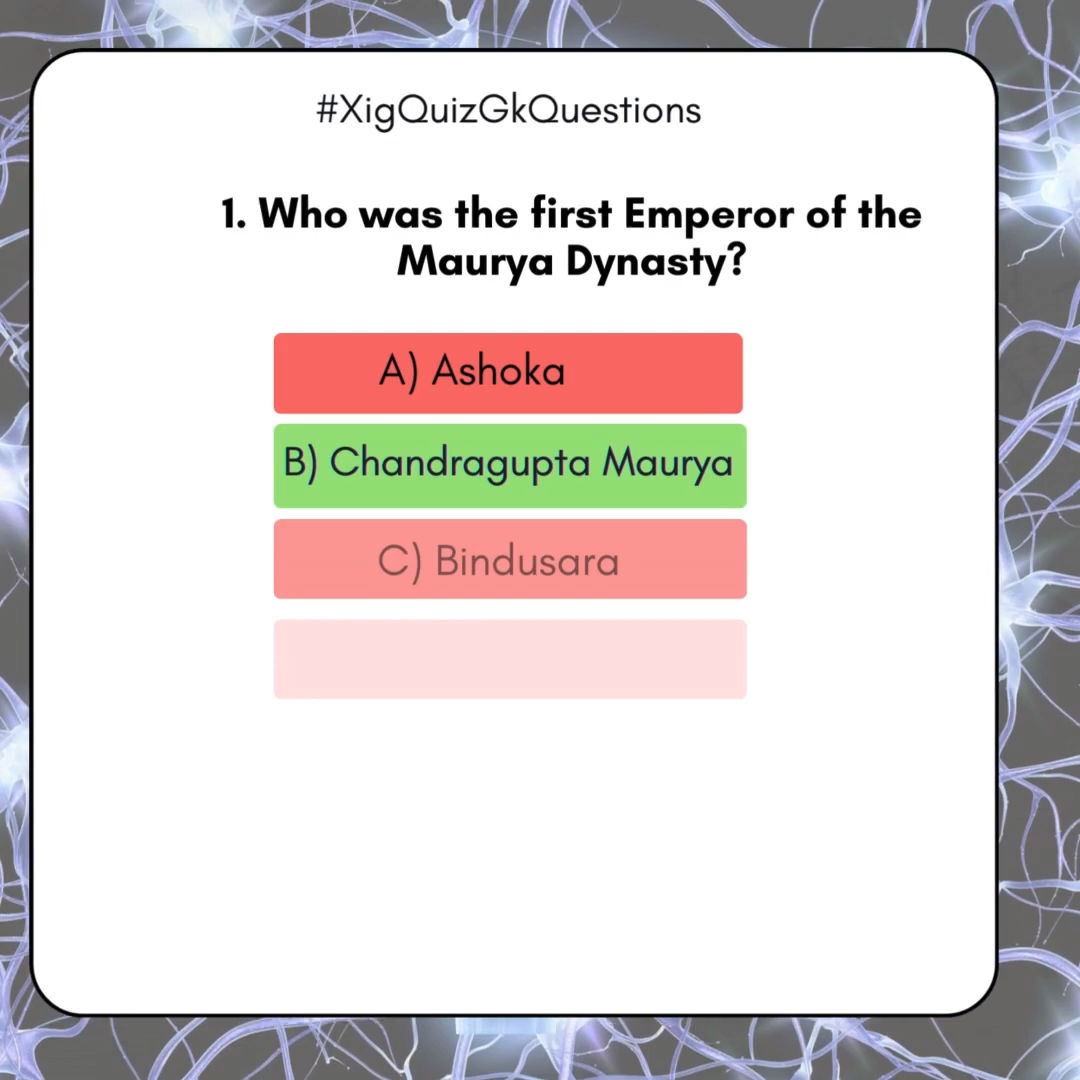 #XigQuizGkQuestions
1. Who was the first Emperor of the
Maurya Dynasty?
A) Ashoka
B) Chandragupta Maurya
C) Bindusara